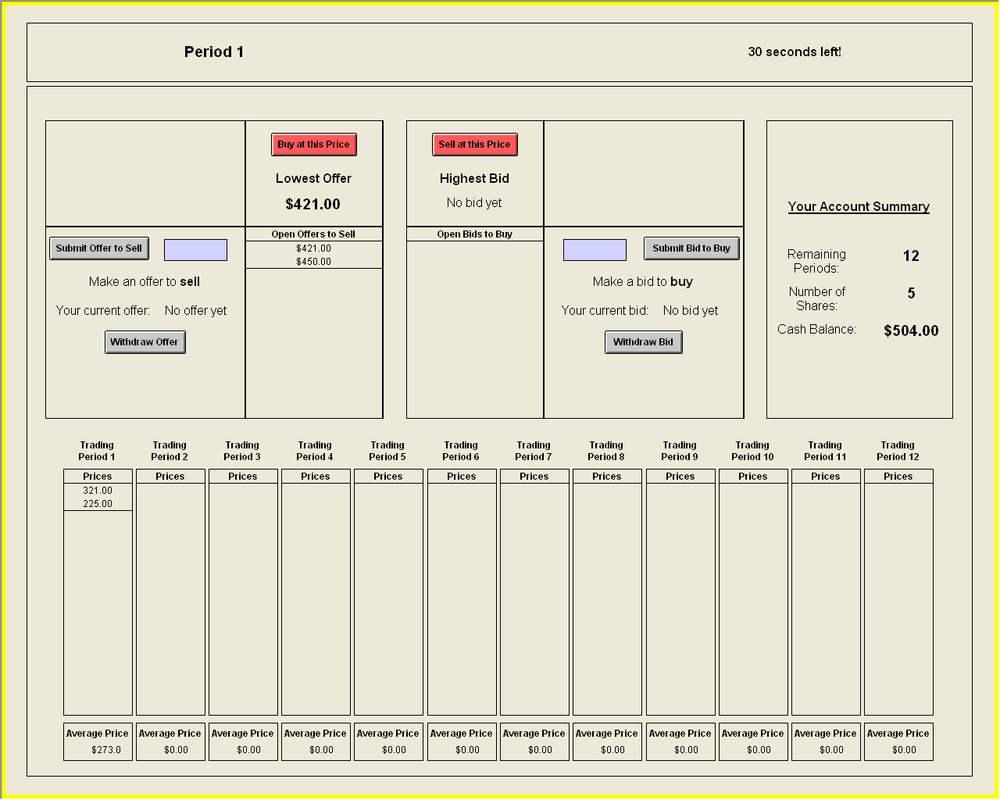 Period 1
30 seconds left!
Buy at this Price
Lowest Offer
$421.00
Sell at this Price
Highest Bid
No bid yet
Submit Offer to Sell
Make an offer to sell
Your current offer: No offer yet
Withdraw Offer
Open Offers to Sell
$421.00
$450.00
Open Bids to Buy
Submit Bid to Buy
Make a bid to buy
Your current bid: No bid yet
Withdraw Bid
Your Account Summary
Remaining
Periods: 12
Number of
Shares: 5
Cash Balance: $504.00
Trading Trading Trading Trading Trading Trading Trading Trading Trading Trading Trading Trading
Period 1 Period 2 Period 3 Period 4 Period 5 Period 6 Period 7 Period 8 Period 9 Period 10 Period 11 Period 12
Prices Prices Prices Prices Prices Prices Prices Prices Prices Prices Prices Prices
321.00
225.00
Average Price Average Price Average Price Average Price Average Price Average Price Average Price Average Price Average Price Average Price Average Price Average Price
$273.0 $0.00 $0.00 $0.00 $0.00 $0.00 $0.00 $0.00 $0.00 $0.00 $0.00 $0.00